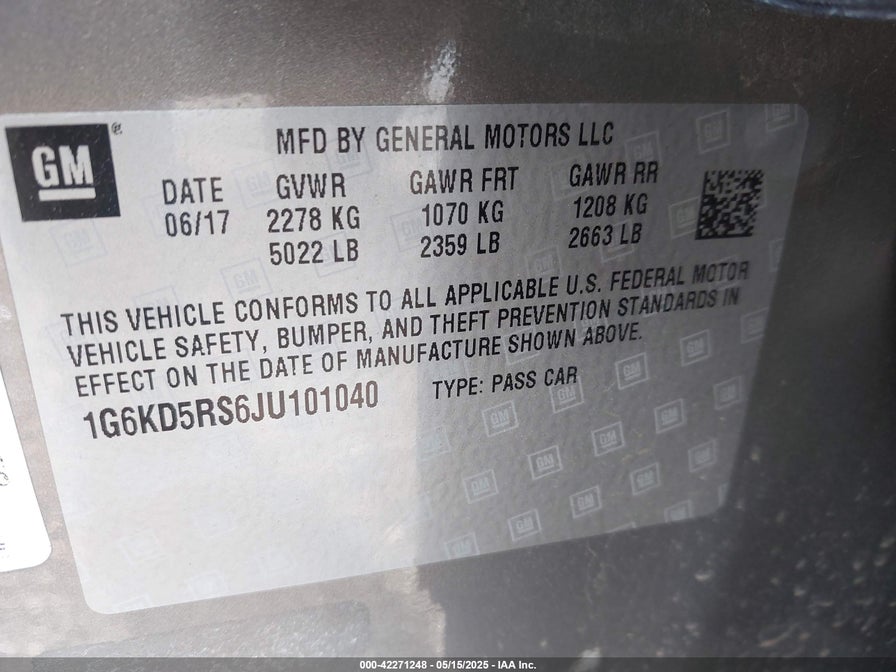 GM®
MFD BY GENERAL MOTORS LLC
DATE GVWR GAWR FRT GAWR RR
06/17 2278 KG 1070 KG 1208 KG
5022 LB 2359 LB 2663 LB
THIS VEHICLE CONFORMS TO ALL APPLICABLE U.S. FEDERAL MOTOR
VEHICLE SAFETY, BUMPER, AND THEFT PREVENTION STANDARDS IN
EFFECT ON THE DATE OF MANUFACTURE SHOWN ABOVE.
1G6KD5RS6JU101040 TYPE: PASS CAR
000-42271248 - 05/15/2025 - IAA Inc.